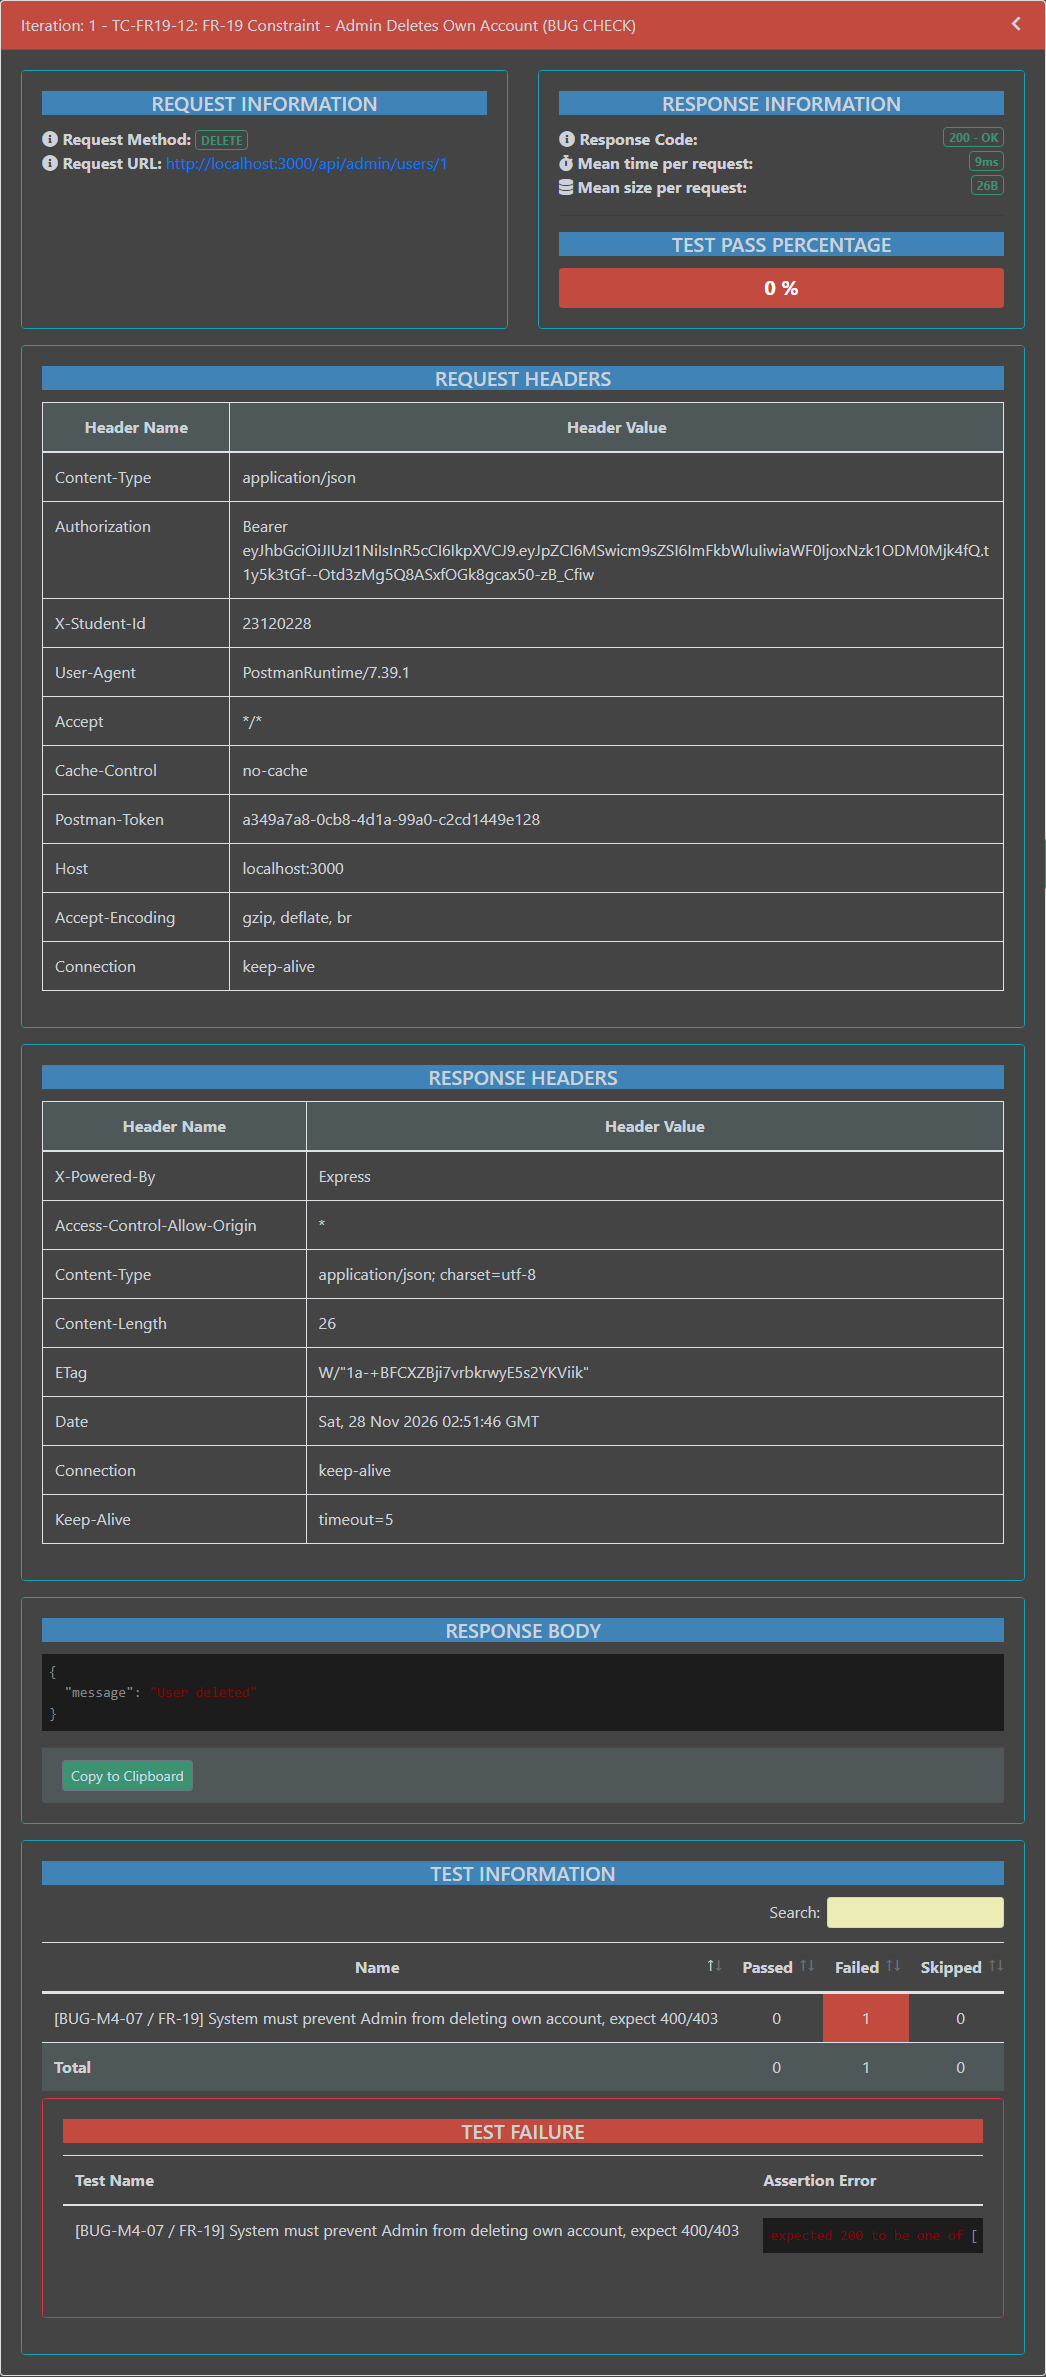 Iteration: 1 - TC-FR19-12: FR-19 Constraint - Admin Deletes Own Account (BUG CHECK)
REQUEST INFORMATION
Request Method: DELETE
Request URL: http://localhost:3000/api/admin/users/1
RESPONSE INFORMATION
Response Code: 200 - OK
Mean time per request: 9ms
Mean size per request: 26B
TEST PASS PERCENTAGE
0 %
REQUEST HEADERS
Header Name Header Value
Content-Type application/json
Authorization Bearer
eyJhbGciOiJIUzI1NiIsInR5cCI6IkpXVCJ9.eyJpZCI6MSwicm9sZSI6ImFkbWluIiwiaWF0IjoxNzk1ODM0Mjk4fQ.t
1y5k3tGf--Otd3zMg5Q8ASxfOGk8gcax50-zB_Cfiw
X-Student-Id 23120228
User-Agent PostmanRuntime/7.39.1
Accept */*
Cache-Control no-cache
Postman-Token a349a7a8-0cb8-4d1a-99a0-c2cd1449e128
Host localhost:3000
Accept-Encoding gzip, deflate, br
Connection keep-alive
RESPONSE HEADERS
Header Name Header Value
X-Powered-By Express
Access-Control-Allow-Origin *
Content-Type application/json; charset=utf-8
Content-Length 26
ETag W/"1a-+BFCXZBji7vrbkrwyE5s2YKViik"
Date Sat, 28 Nov 2026 02:51:46 GMT
Connection keep-alive
Keep-Alive timeout=5
RESPONSE BODY
{
"message": "User deleted"
}
Copy to Clipboard
TEST INFORMATION
Search:
Name Passed Failed Skipped
[BUG-M4-07 / FR-19] System must prevent Admin from deleting own account, expect 400/403 0 1 0
Total 0 1 0
TEST FAILURE
Test Name Assertion Error
[BUG-M4-07 / FR-19] System must prevent Admin from deleting own account, expect 400/403 expected 200 to be one of [